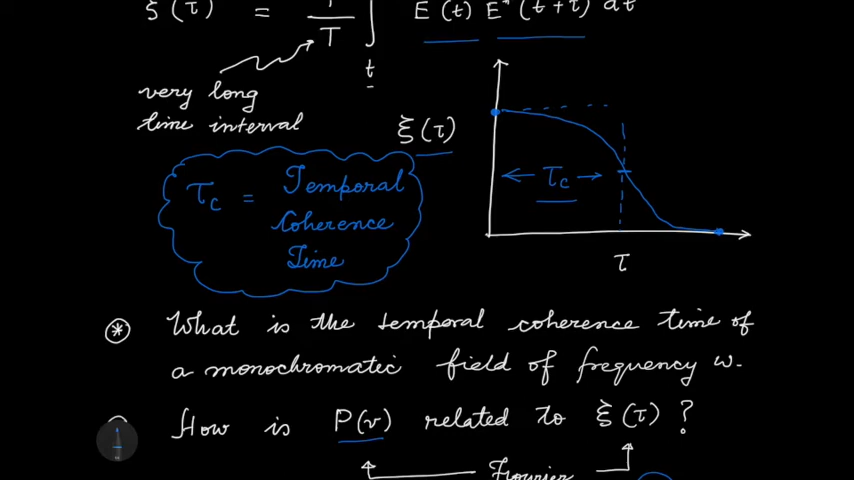 ξ(τ) = 1/T ∫ E(t) E*(t+τ) dt
t
very long
time interval
ξ(τ)
τc
τc = Temporal
Coherence
Time
τ
* What is the temporal coherence time of
a monochromatic field of frequency ω.
How is P(ν) related to ξ(τ)?
Fourier